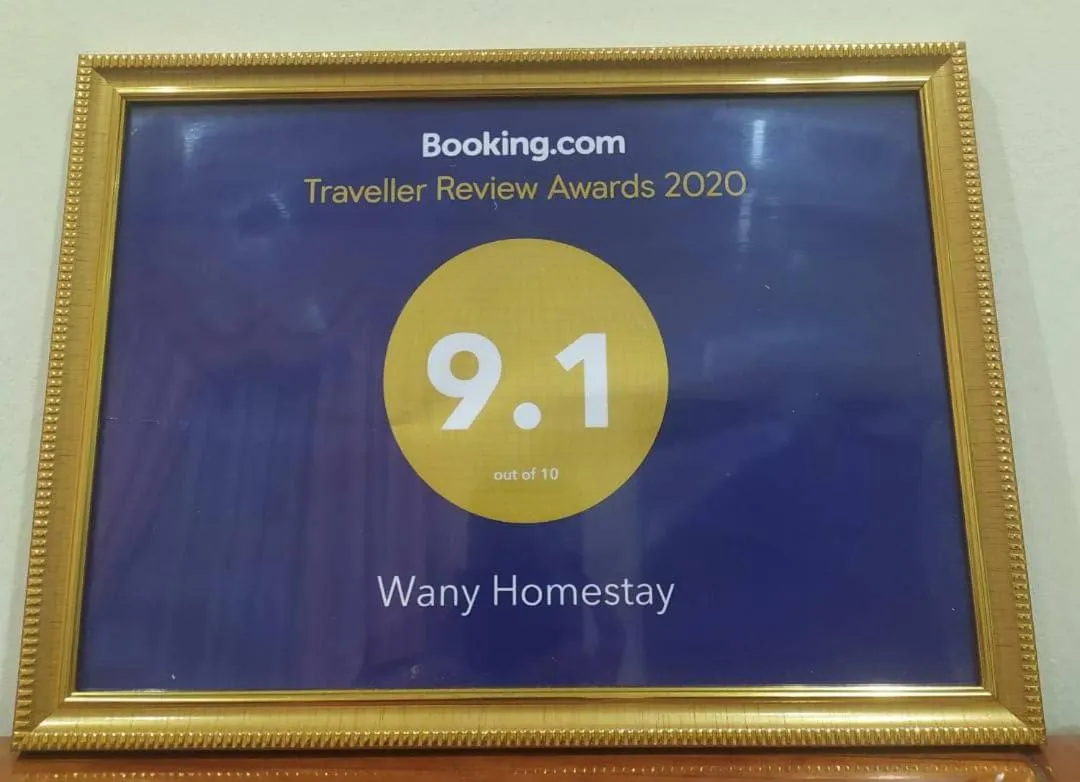 Booking.com
Traveller Review Awards 2020
9.1
out of 10
Wany Homestay